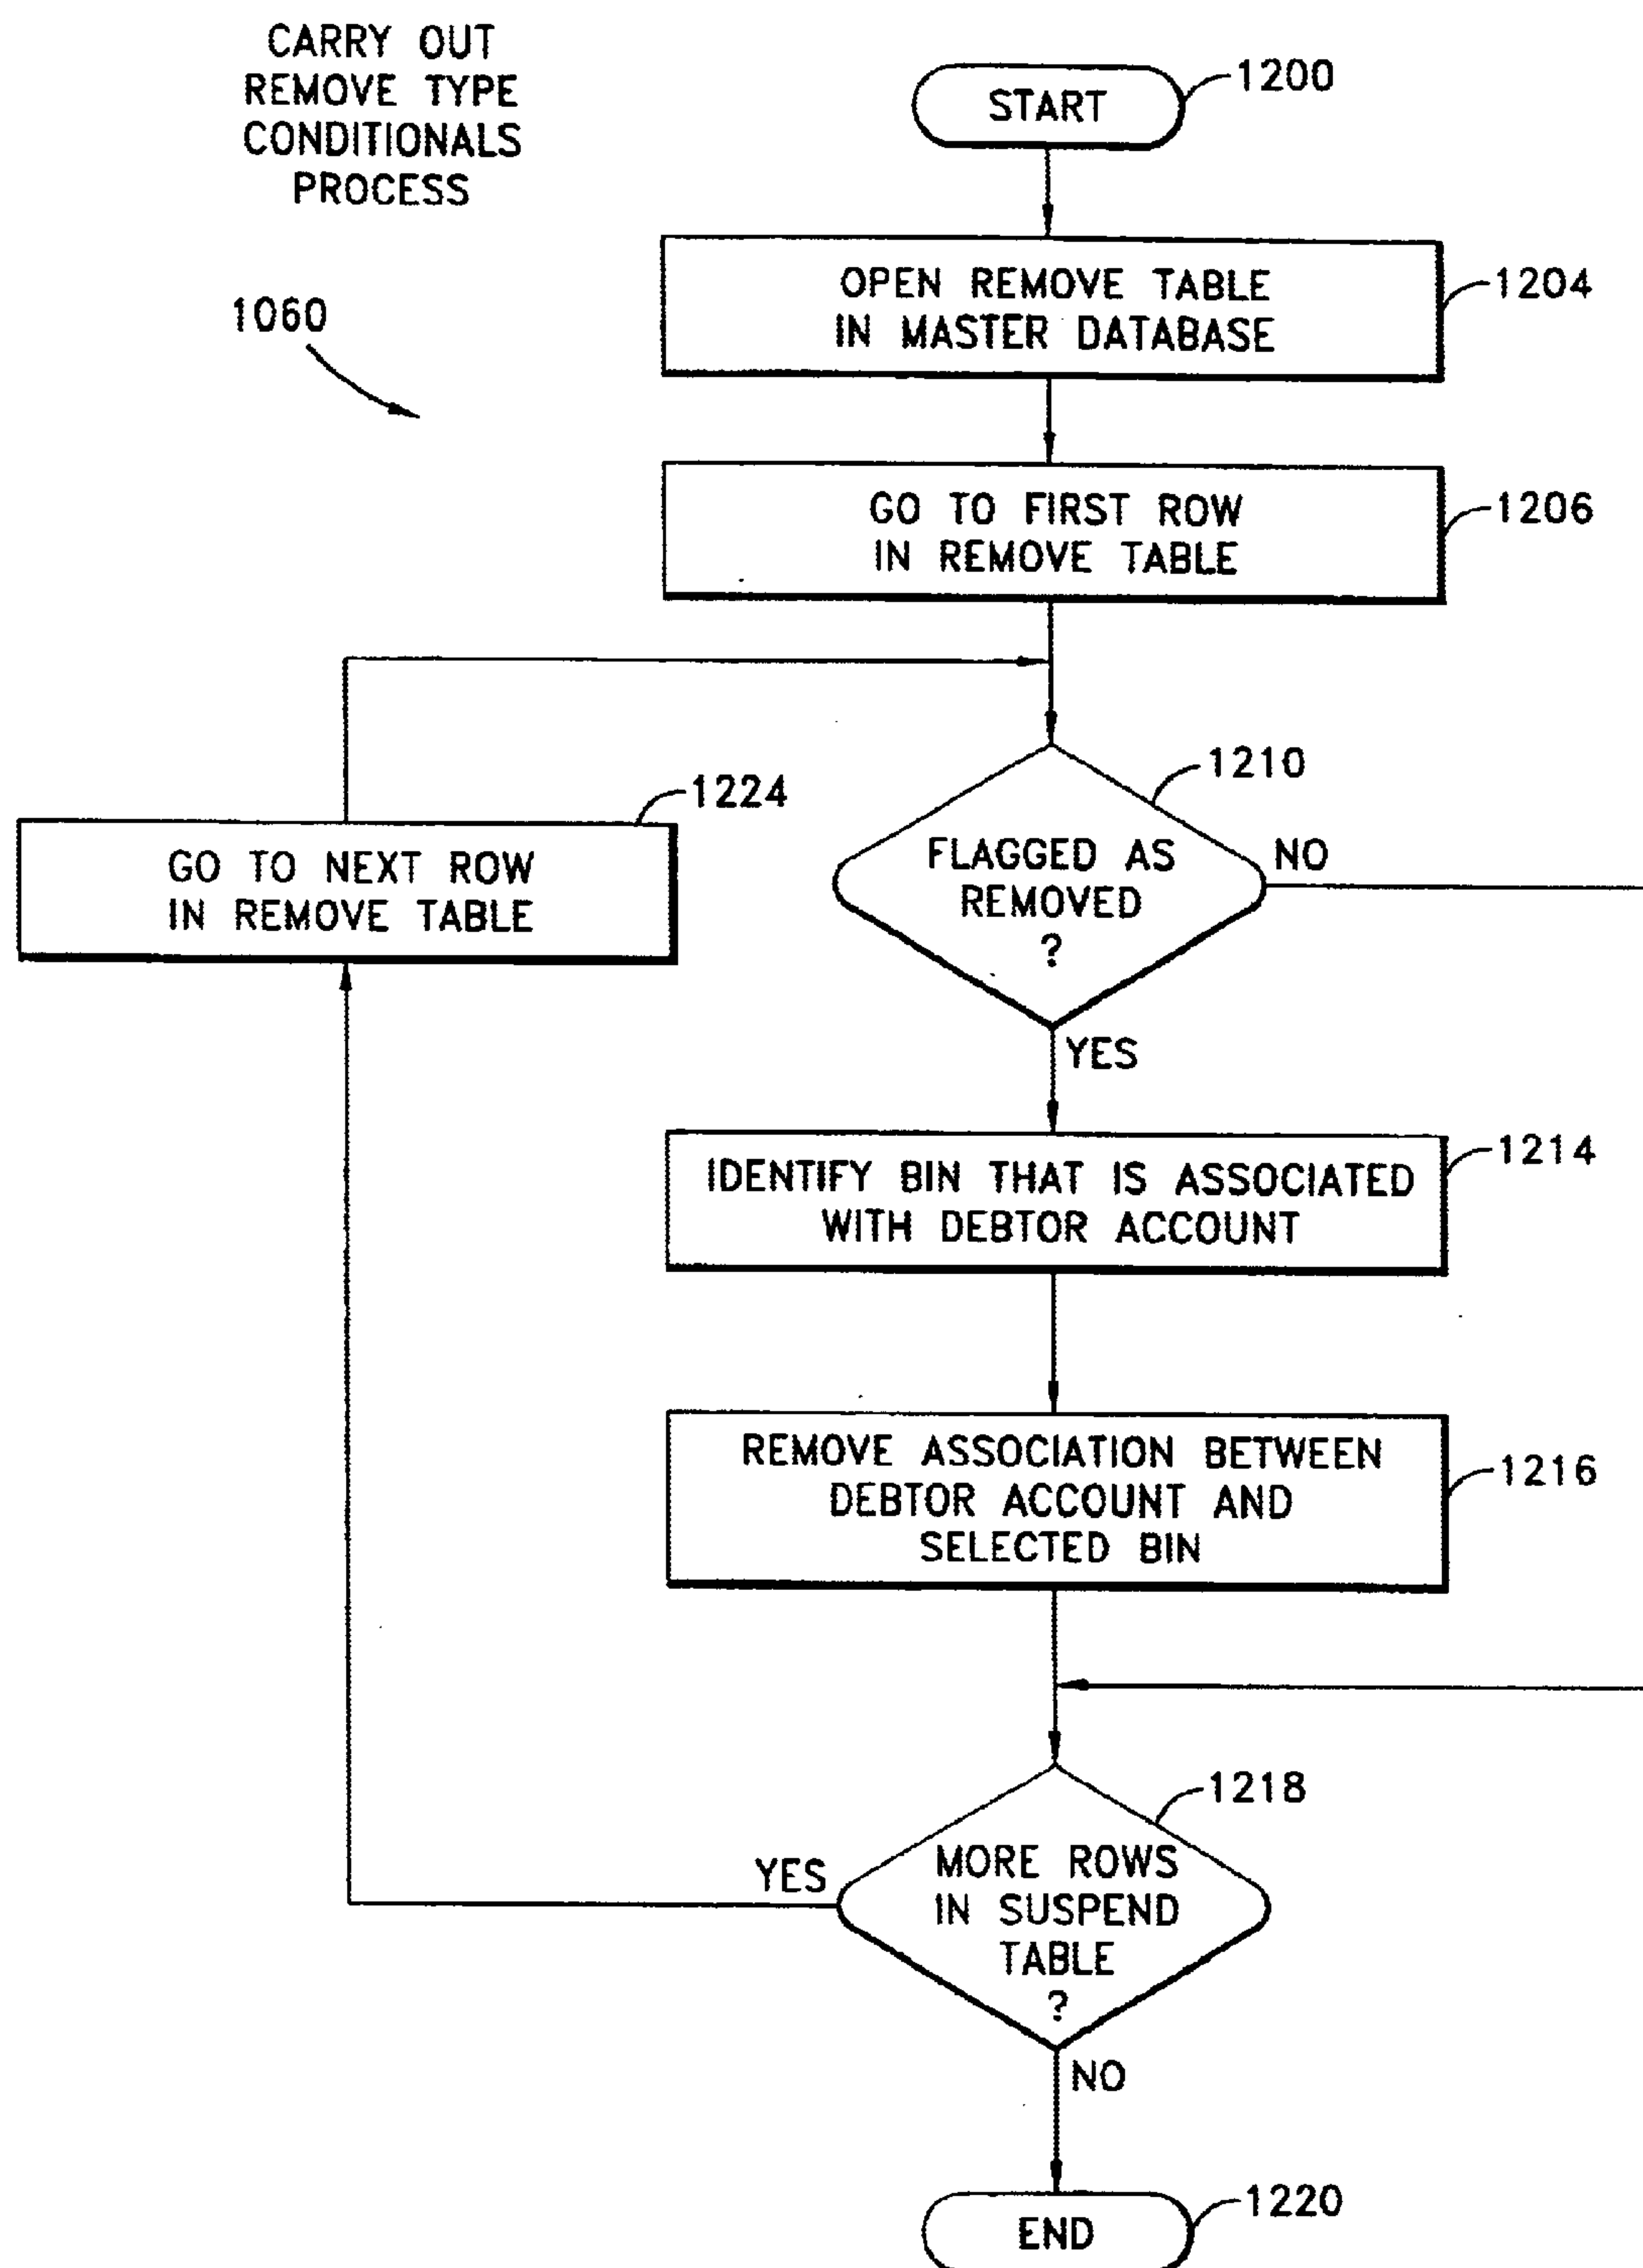 CARRY OUT
REMOVE TYPE
CONDITIONALS
PROCESS
1060
START
1200
OPEN REMOVE TABLE
IN MASTER DATABASE
1204
GO TO FIRST ROW
IN REMOVE TABLE
1206
1224
GO TO NEXT ROW
IN REMOVE TABLE
1210
FLAGGED AS
REMOVED
?
NO
YES
IDENTIFY BIN THAT IS ASSOCIATED
WITH DEBTOR ACCOUNT
1214
REMOVE ASSOCIATION BETWEEN
DEBTOR ACCOUNT AND
SELECTED BIN
1216
1218
MORE ROWS
IN SUSPEND
TABLE
?
YES
NO
END
1220